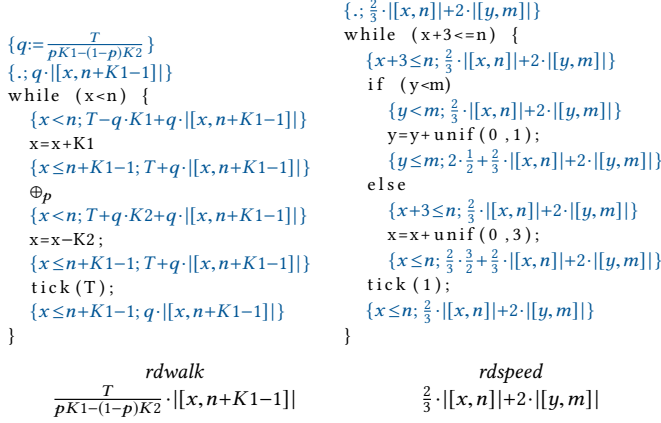 {q:=T/(pK1−(1−p)K2)}
{.; q·|[x,n+K1−1]|}
while (x<n) {
{x<n; T−q·K1+q·|[x,n+K1−1]|}
x=x+K1
{x≤n+K1−1; T+q·|[x,n+K1−1]|}
⊕p
{x<n; T+q·K2+q·|[x,n+K1−1]|}
x=x−K2;
{x≤n+K1−1; T+q·|[x,n+K1−1]|}
tick(T);
{x≤n+K1−1; q·|[x,n+K1−1]|}
}
rdwalk
T/(pK1−(1−p)K2)·|[x,n+K1−1]|
{.; 2/3·|[x,n]|+2·|[y,m]|}
while (x+3<=n) {
{x+3≤n; 2/3·|[x,n]|+2·|[y,m]|}
if (y<m)
{y<m; 2/3·|[x,n]|+2·|[y,m]|}
y=y+unif(0,1);
{y≤m; 2·1/2+2/3·|[x,n]|+2·|[y,m]|}
else
{x+3≤n; 2/3·|[x,n]|+2·|[y,m]|}
x=x+unif(0,3);
{x≤n; 2/3·3/2+2/3·|[x,n]|+2·|[y,m]|}
tick(1);
{x≤n; 2/3·|[x,n]|+2·|[y,m]|}
}
rdspeed
2/3·|[x,n]|+2·|[y,m]|